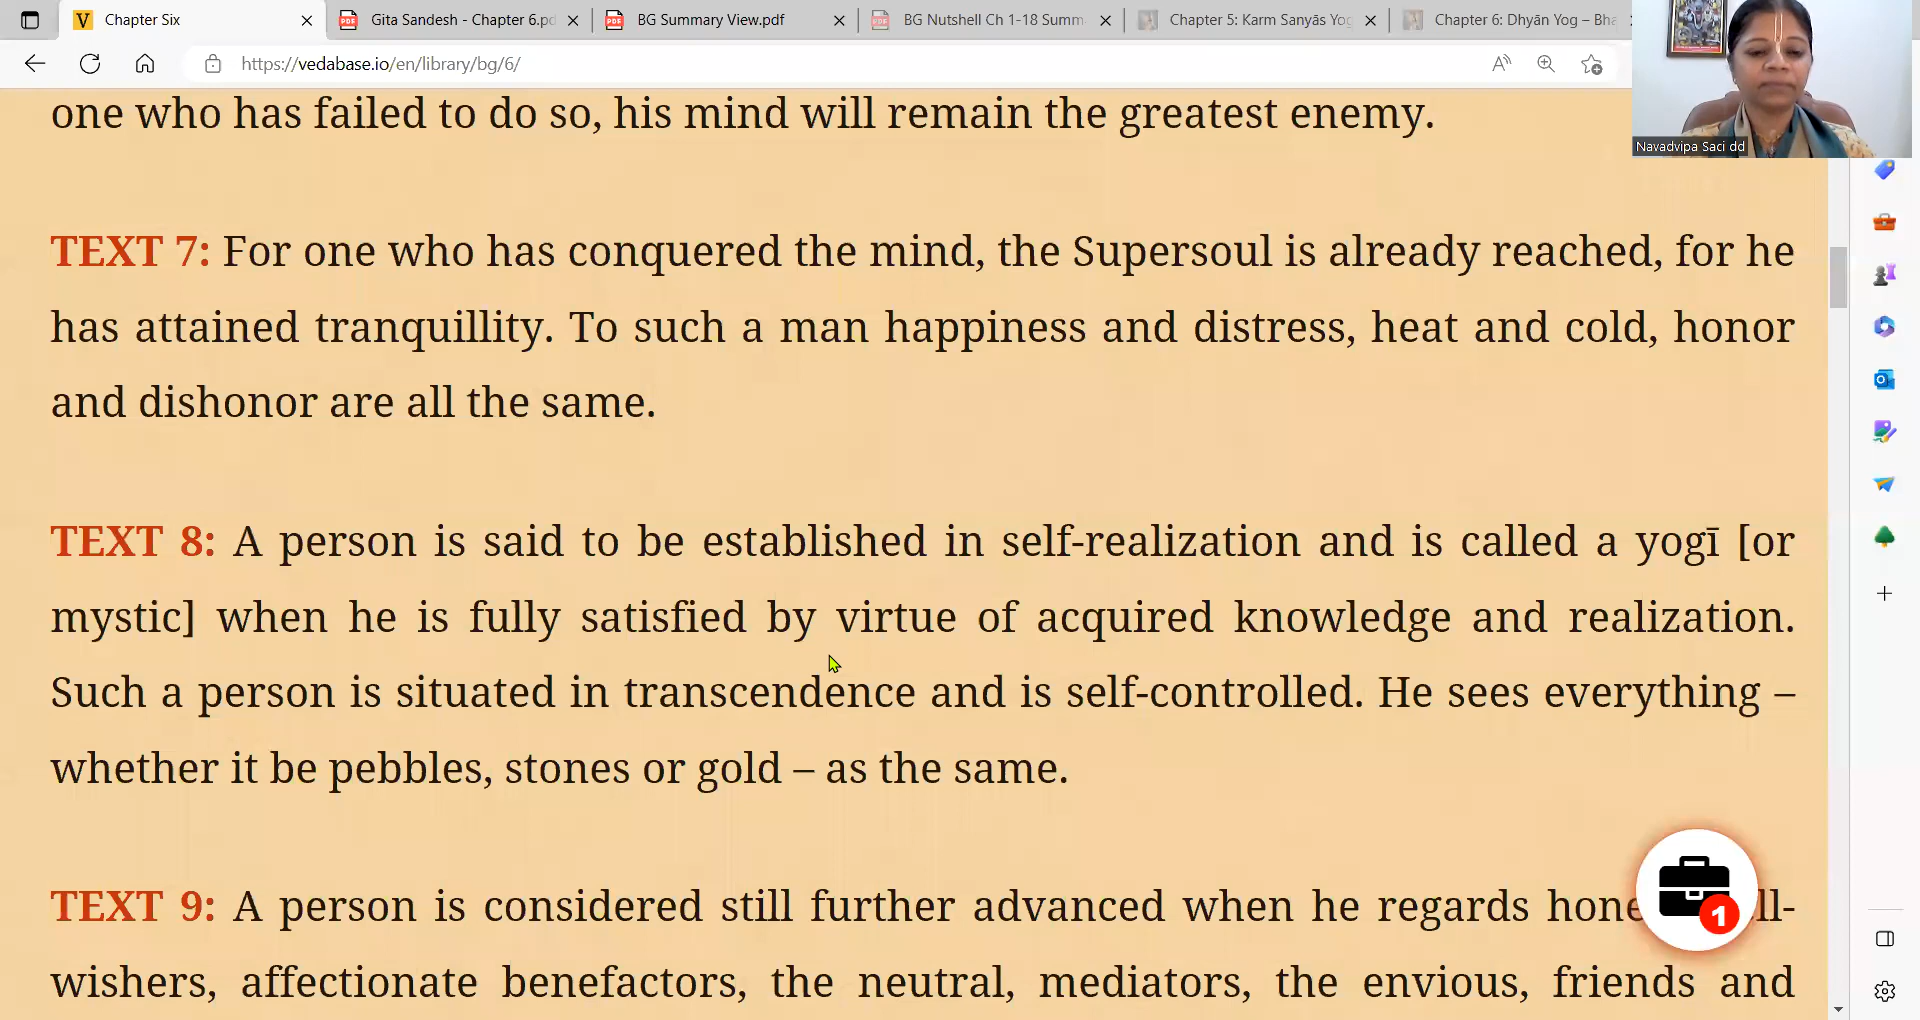 Chapter Six
Gita Sandesh - Chapter 6.pd
BG Summary View.pdf
BG Nutshell Ch 1-18 Summ
Chapter 5: Karm Sanyās Yog
Chapter 6: Dhyān Yog – Bha
https://vedabase.io/en/library/bg/6/
Navadvipa Saci dd
one who has failed to do so, his mind will remain the greatest enemy.
TEXT 7: For one who has conquered the mind, the Supersoul is already reached, for he
has attained tranquillity. To such a man happiness and distress, heat and cold, honor
and dishonor are all the same.
TEXT 8: A person is said to be established in self-realization and is called a yogī [or
mystic] when he is fully satisfied by virtue of acquired knowledge and realization.
Such a person is situated in transcendence and is self-controlled. He sees everything –
whether it be pebbles, stones or gold – as the same.
TEXT 9: A person is considered still further advanced when he regards hone ll-
wishers, affectionate benefactors, the neutral, mediators, the envious, friends and
1